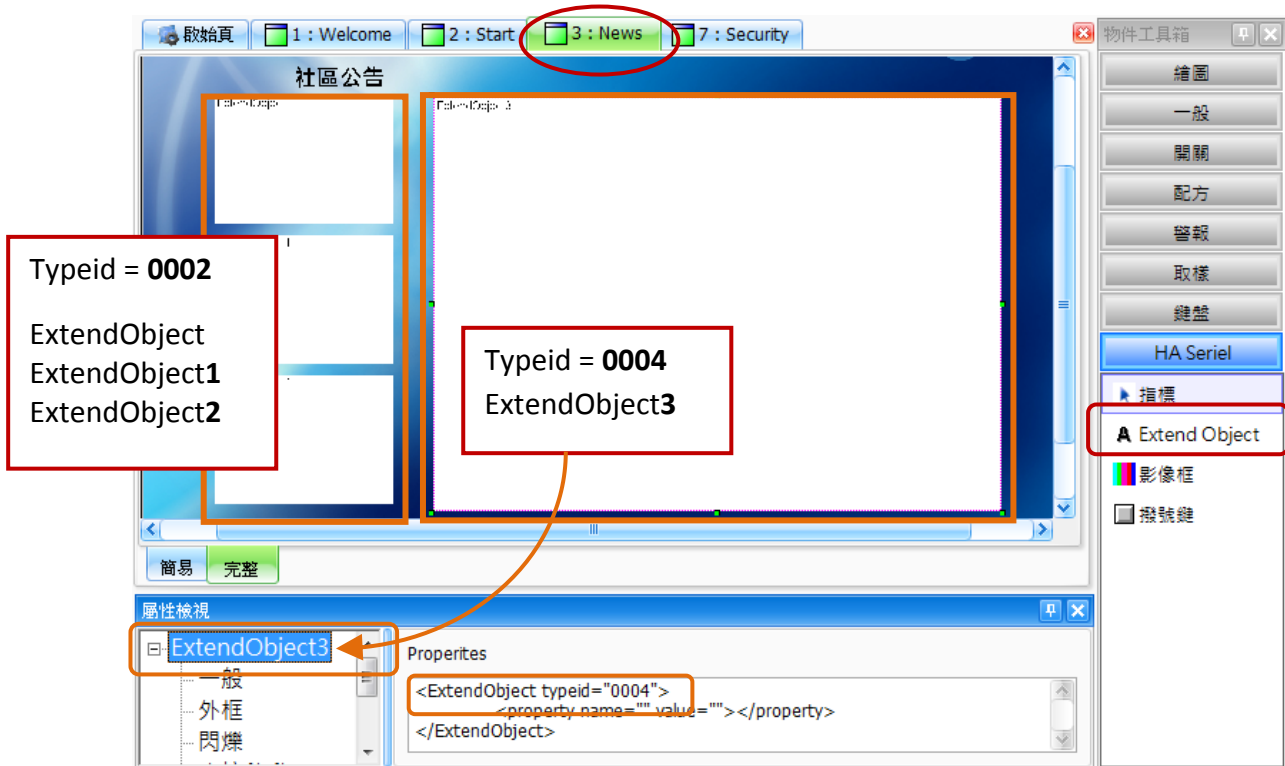 啟始頁
1 : Welcome
2 : Start
3 : News
7 : Security
物件工具箱
社區公告
繪圖
一般
開關
配方
警報
取樣
鍵盤
HA Seriel
指標
A Extend Object
影像框
撥號鍵
Typeid = 0002
ExtendObject
ExtendObject1
ExtendObject2
Typeid = 0004
ExtendObject3
簡易
完整
屬性檢視
ExtendObject3
一般
外框
閃爍
Properites
<ExtendObject typeid="0004">
<property name="" value=""></property>
</ExtendObject>